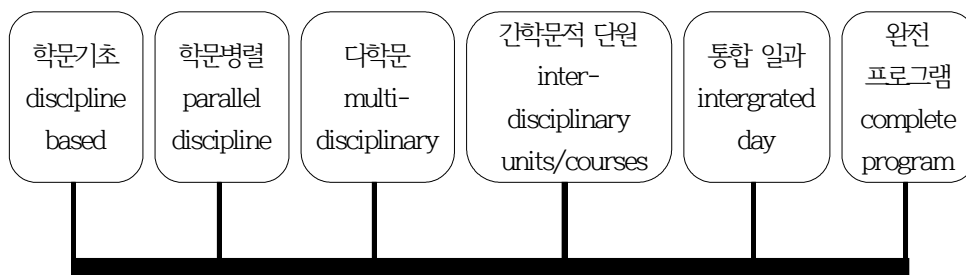 학문기초
disclpline
based
학문병렬
parallel
discipline
다학문
multi-
disciplinary
간학문적 단원
inter-
disciplinary
units/courses
통합 일과
intergrated
day
완전
프로그램
complete
program